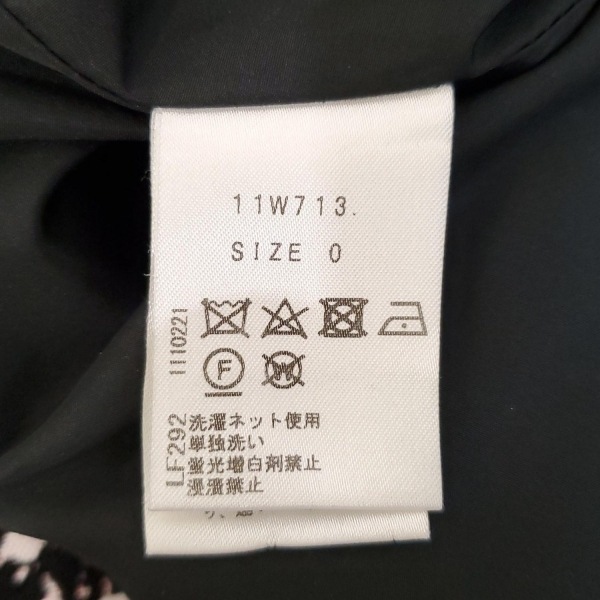 11W713.
SIZE 0
1110221
F
W
LF292
洗濯ネット使用
単独洗い
蛍光増白剤禁止
浸漬禁止